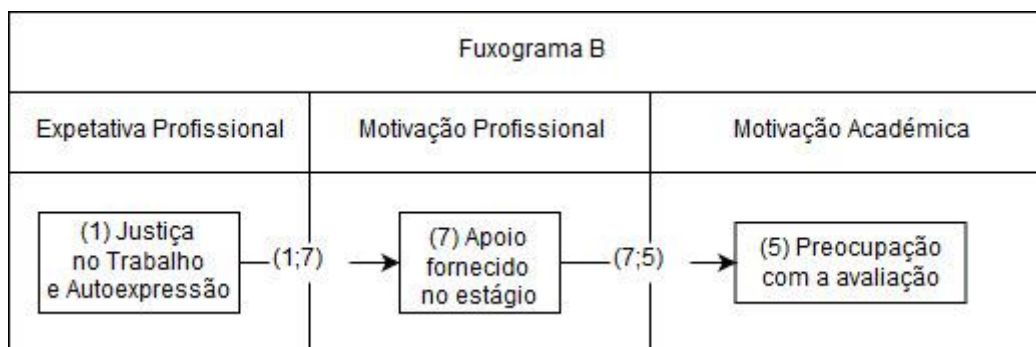 Fuxograma B
Expetativa Profissional
Motivação Profissional
Motivação Académica
(1) Justiça
no Trabalho
e Autoexpressão
(1;7)
(7) Apoio
fornecido
no estágio
(7;5)
(5) Preocupação
com a avaliação